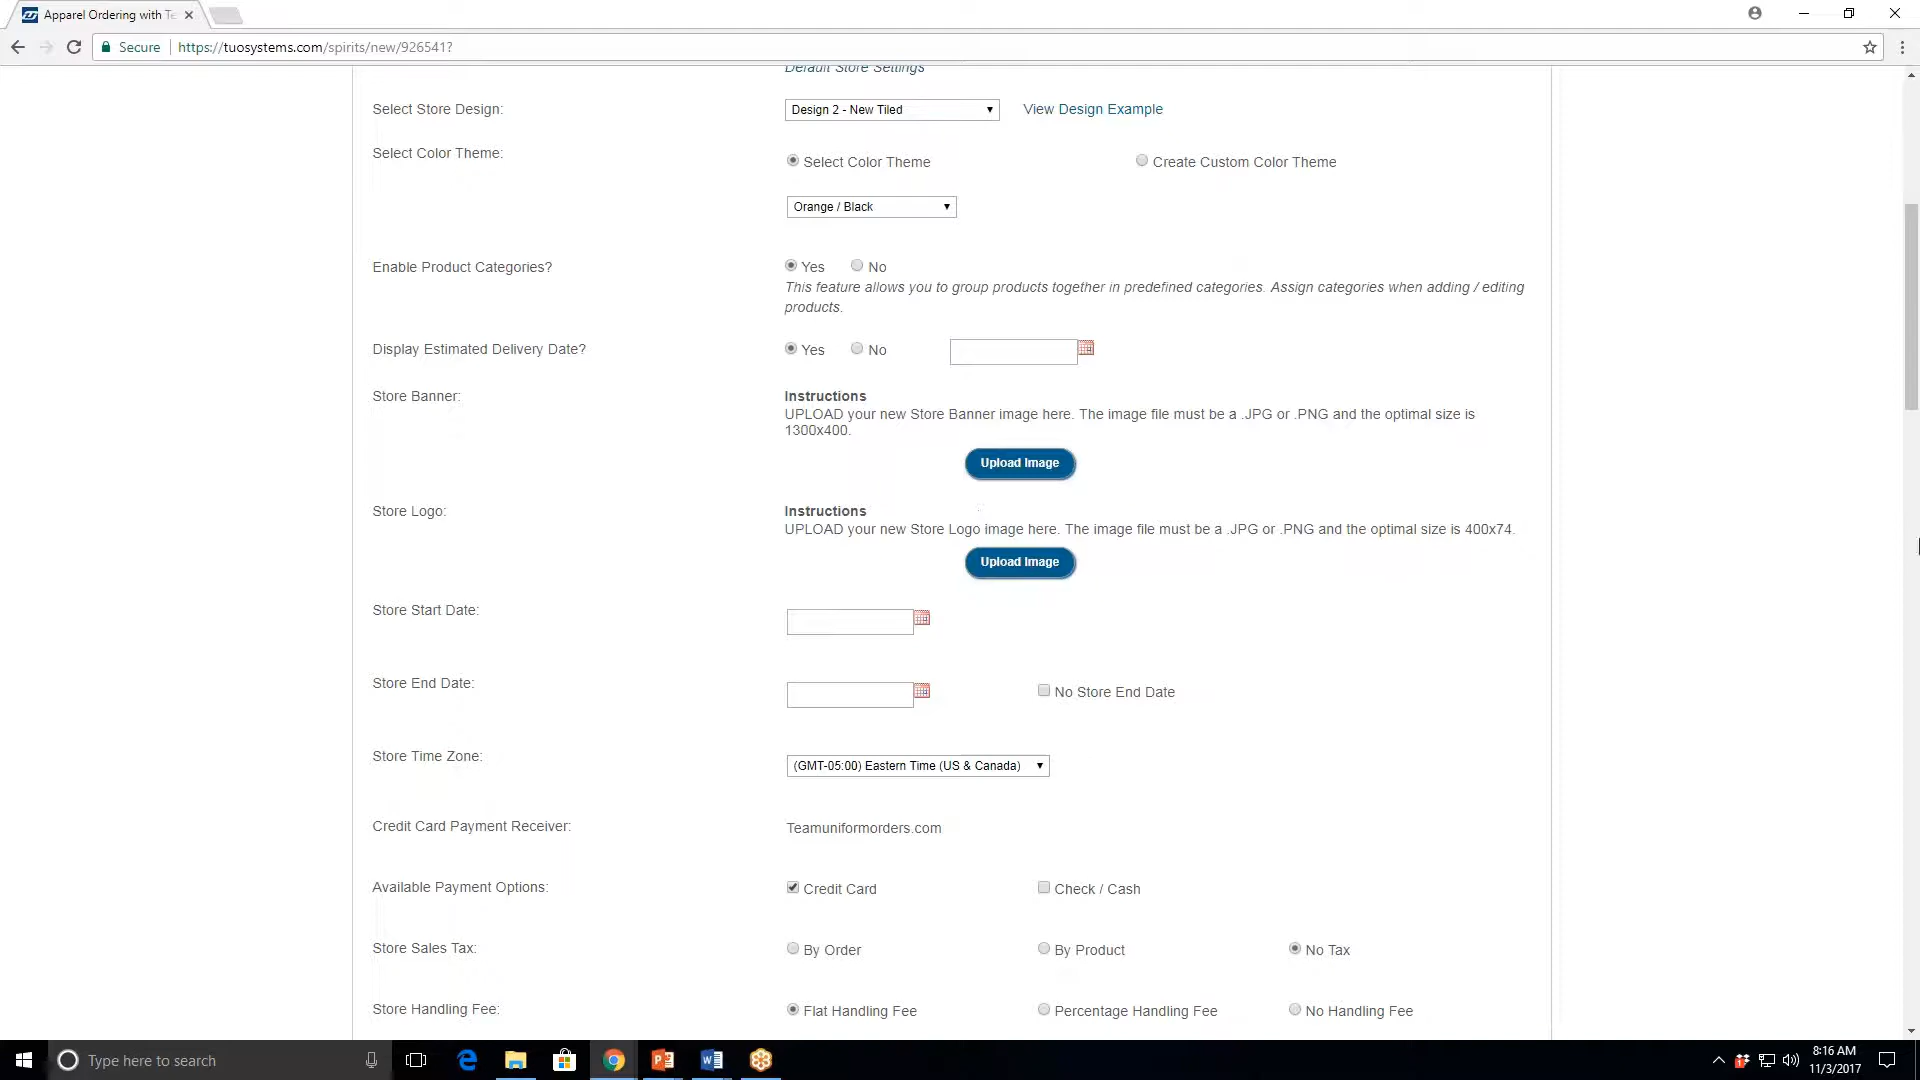 Apparel Ordering with Te
Secure
https://tuosystems.com/spirits/new/926541?
Default Store Settings
Select Store Design:
Design 2 - New Tiled
View Design Example
Select Color Theme:
Select Color Theme
Create Custom Color Theme
Orange / Black
Enable Product Categories?
Yes
No
This feature allows you to group products together in predefined categories. Assign categories when adding / editing
products.
Display Estimated Delivery Date?
Yes
No
Store Banner:
Instructions
UPLOAD your new Store Banner image here. The image file must be a .JPG or .PNG and the optimal size is
1300x400.
Upload Image
Store Logo:
Instructions
UPLOAD your new Store Logo image here. The image file must be a .JPG or .PNG and the optimal size is 400x74.
Upload Image
Store Start Date:
Store End Date:
No Store End Date
Store Time Zone:
(GMT-05:00) Eastern Time (US & Canada)
Credit Card Payment Receiver:
Teamuniformorders.com
Available Payment Options:
Credit Card
Check / Cash
Store Sales Tax:
By Order
By Product
No Tax
Store Handling Fee:
Flat Handling Fee
Percentage Handling Fee
No Handling Fee
Type here to search
8:16 AM
11/3/2017